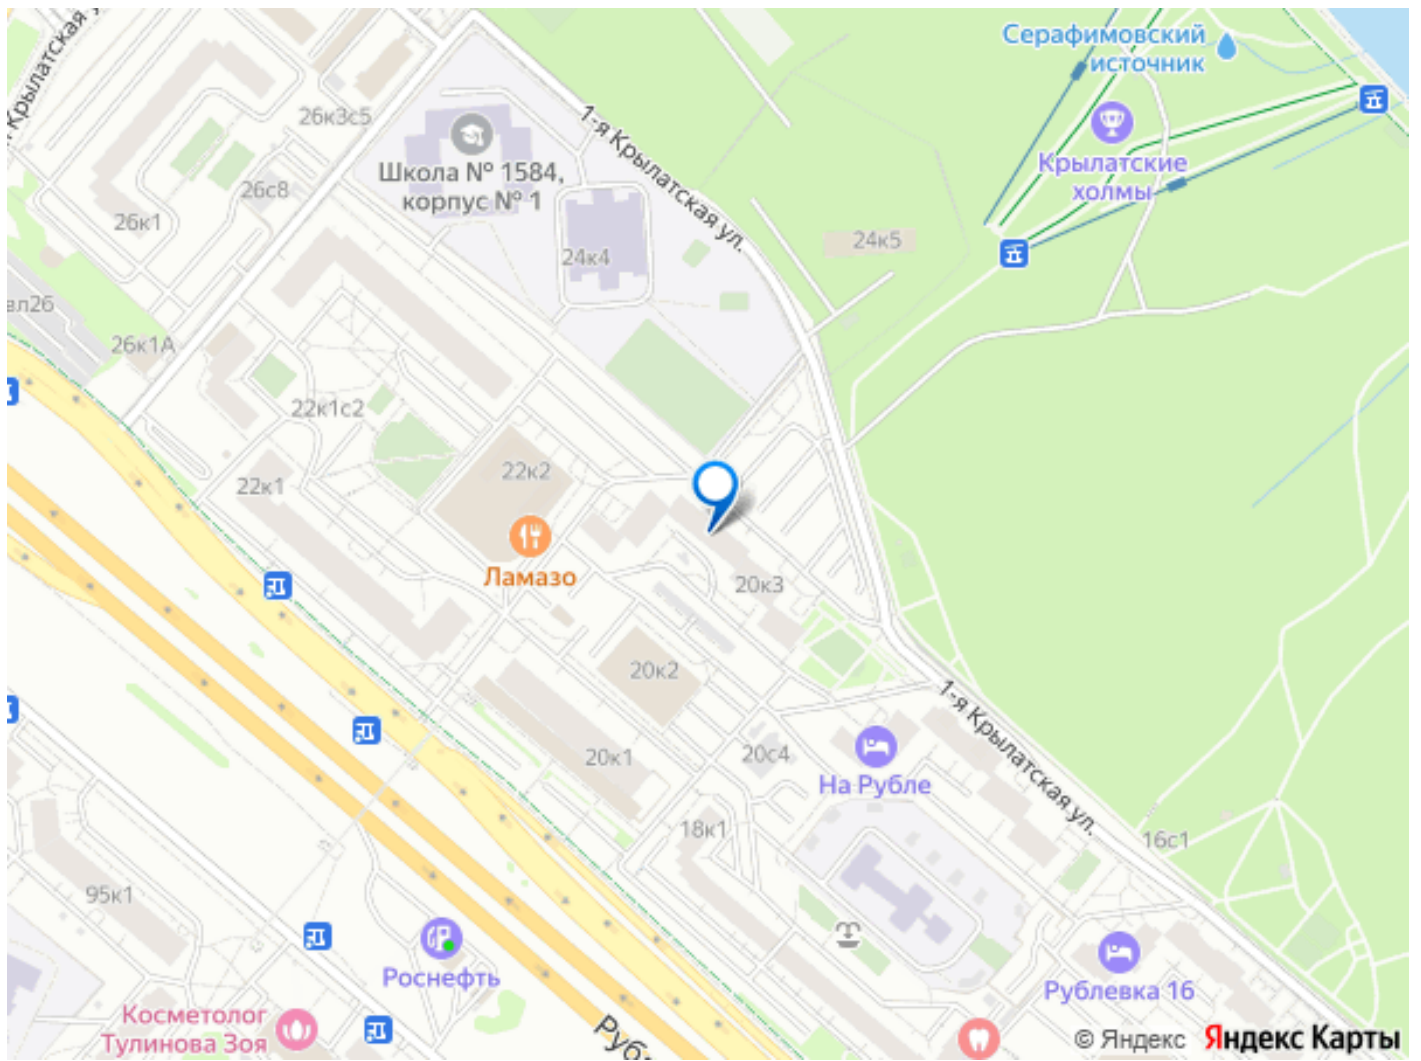 Серафимовский
источник
Крылатская у
26к3с5
1-я Крылатская ул.
Школа № 1584,
корпус № 1
Крылатские
холмы
26с8
26к1
24к5
24к4
вл26
26к1А
22к1с2
22к2
22к1
Ламазо
20к3
20к2
1-я Крылатская ул.
20к1
20с4
На Рубле
18к1
16с1
95к1
Роснефть
Рублевка 16
Косметолог
Тулинова Зоя
Рубл
© Яндекс Яндекс Карты